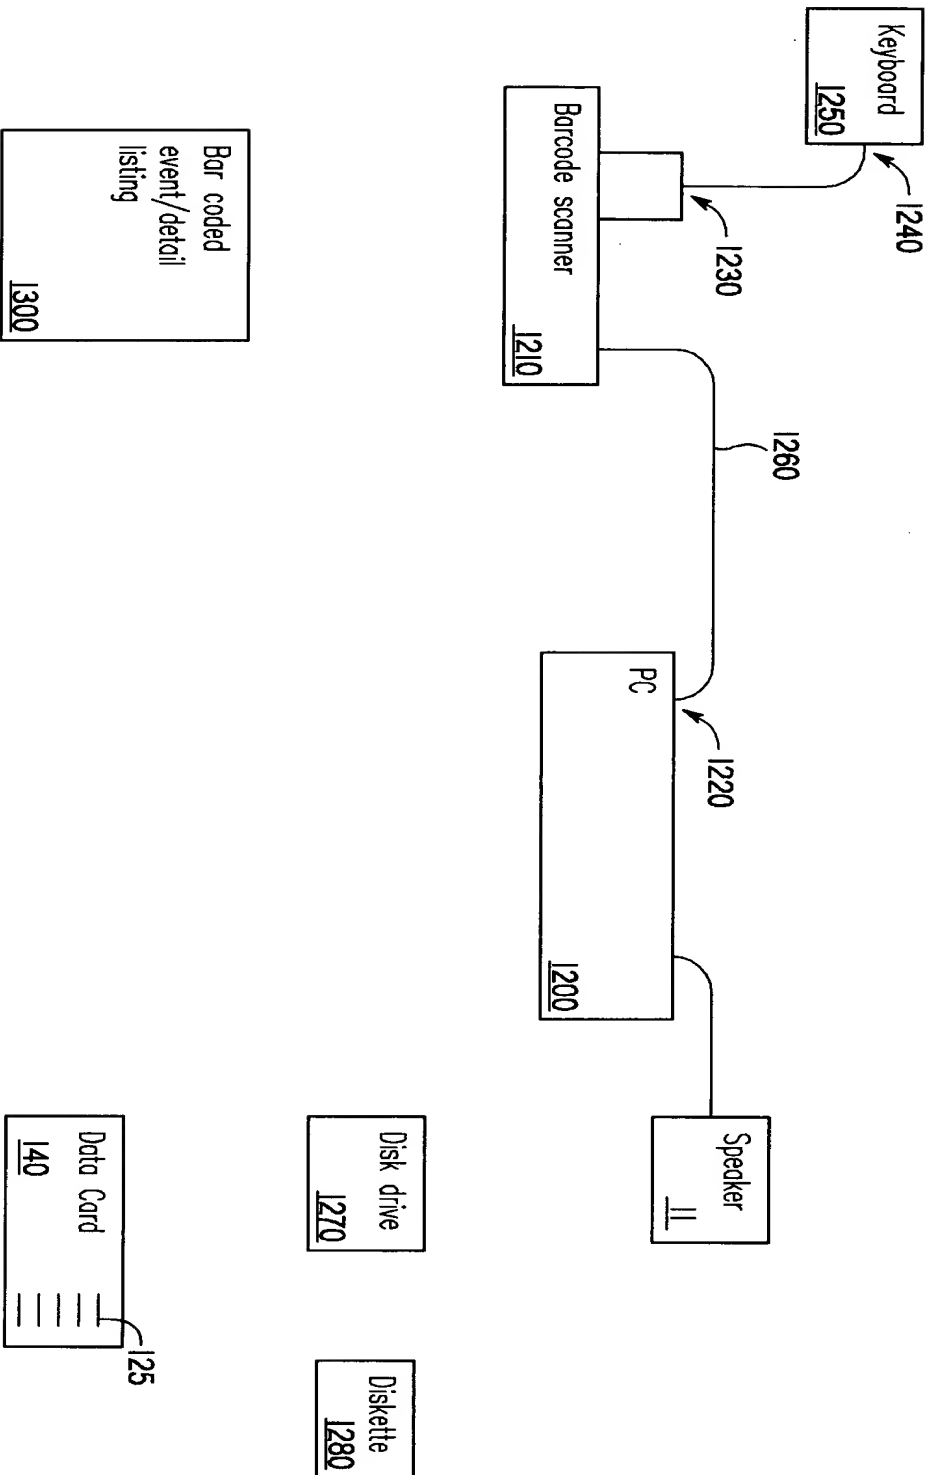 Keyboard
1250
1240
1230
Barcode scanner
1210
1260
PC
1220
1200
Speaker
11
Disk drive
1270
Diskette
1280
Bar coded
event/detail
listing
1300
Data Card
140
125